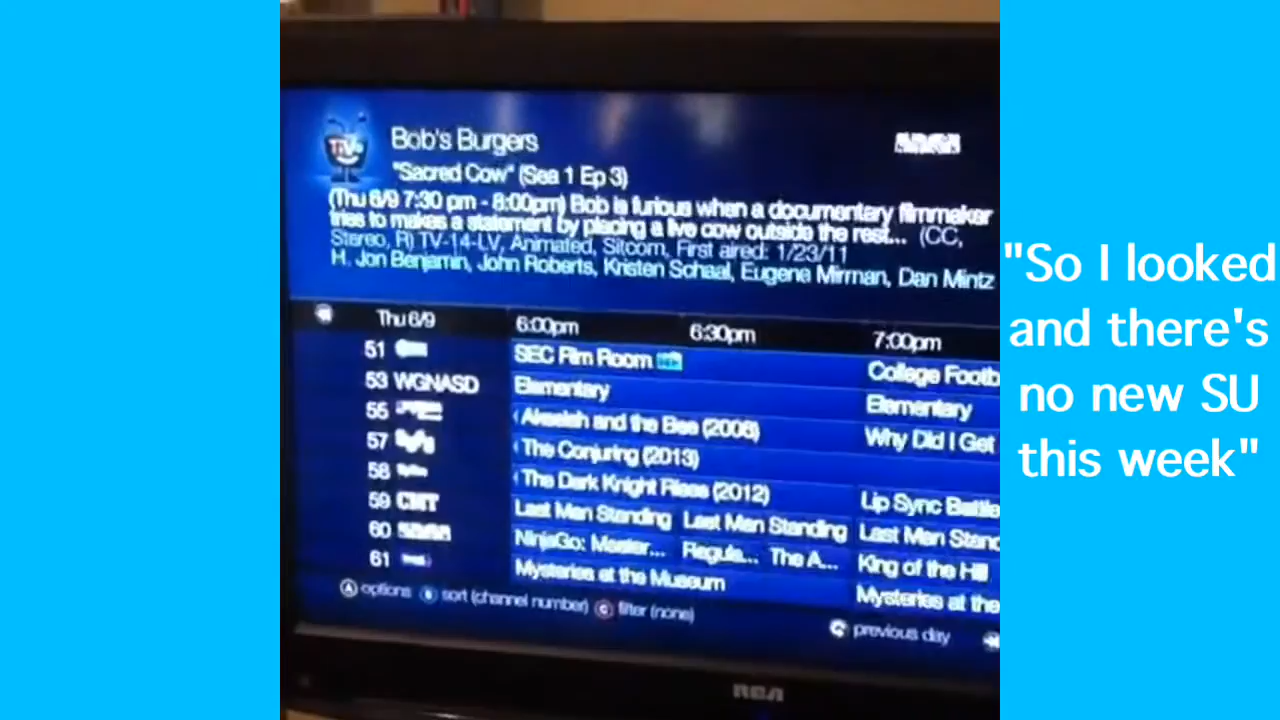 TiVo
Bob's Burgers
"Sacred Cow" (Sea 1 Ep 3)
(Thu 6/9 7:30 pm - 8:00pm) Bob is furious when a documentary filmmaker
tries to makes a statement by placing a live cow outside the rest... (CC,
Stereo, R) TV-14-LV, Animated, Sitcom, First aired: 1/23/11
H. Jon Benjamin, John Roberts, Kristen Schaal, Eugene Mirman, Dan Mintz
Thu 6/9 6:00pm 6:30pm 7:00pm
51 SEC Film Room College Footb
53 WGNASD Elementary Elementary
55 Akeelah and the Bee (2006) Why Did I Get
57 Syfy The Conjuring (2013)
58 The Dark Knight Rises (2012) Lip Sync Battle
59 CMT Last Man Standing Last Man Standing Last Man Stand
60 NinjaGo: Master... Regula... The A... King of the Hill
61 Mysteries at the Museum Mysteries at the
A options B sort (channel number) C filter (none)
previous day
RCA
"So I looked
and there's
no new SU
this week"